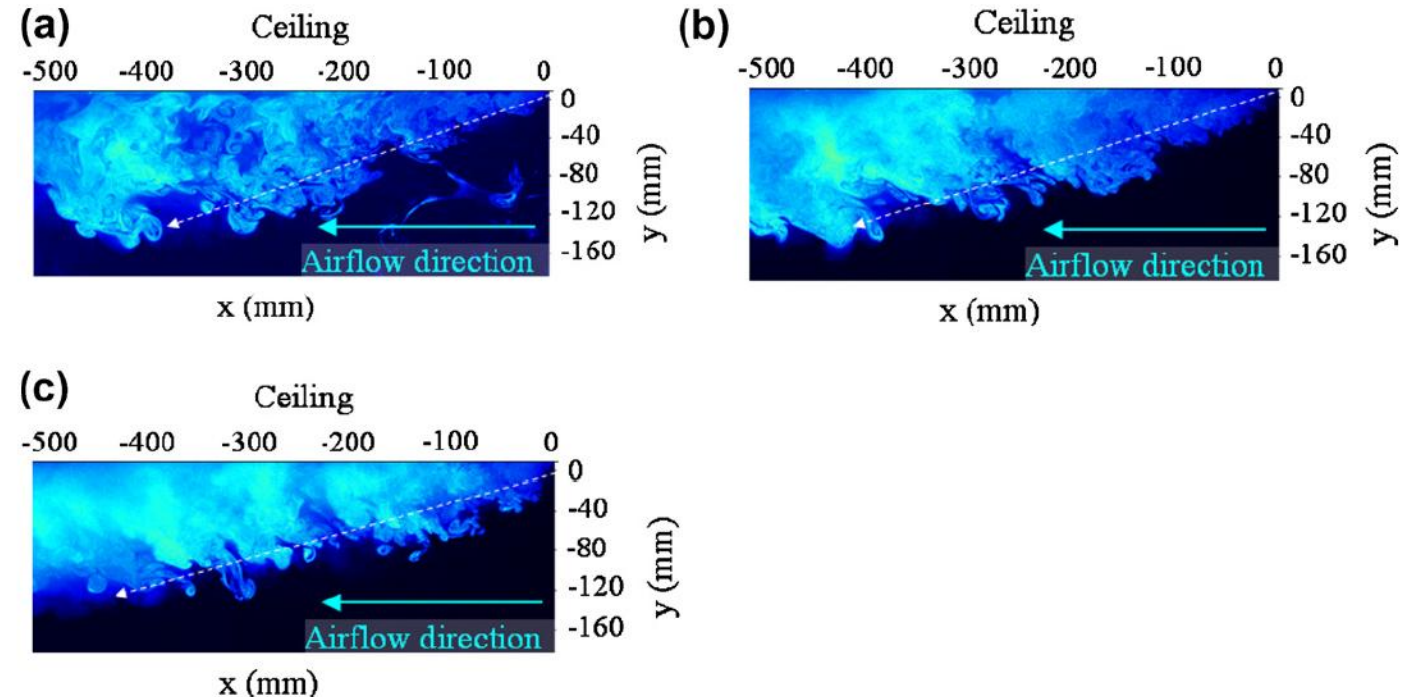 (a)
Ceiling
-500 -400 -300 -200 -100 0
0
-40
-80
-120
-160
y (mm)
Airflow direction
x (mm)
(b)
Ceiling
-500 -400 -300 -200 -100 0
0
-40
-80
-120
-160
y (mm)
Airflow direction
x (mm)
(c)
Ceiling
-500 -400 -300 -200 -100 0
0
-40
-80
-120
-160
y (mm)
Airflow direction
x (mm)